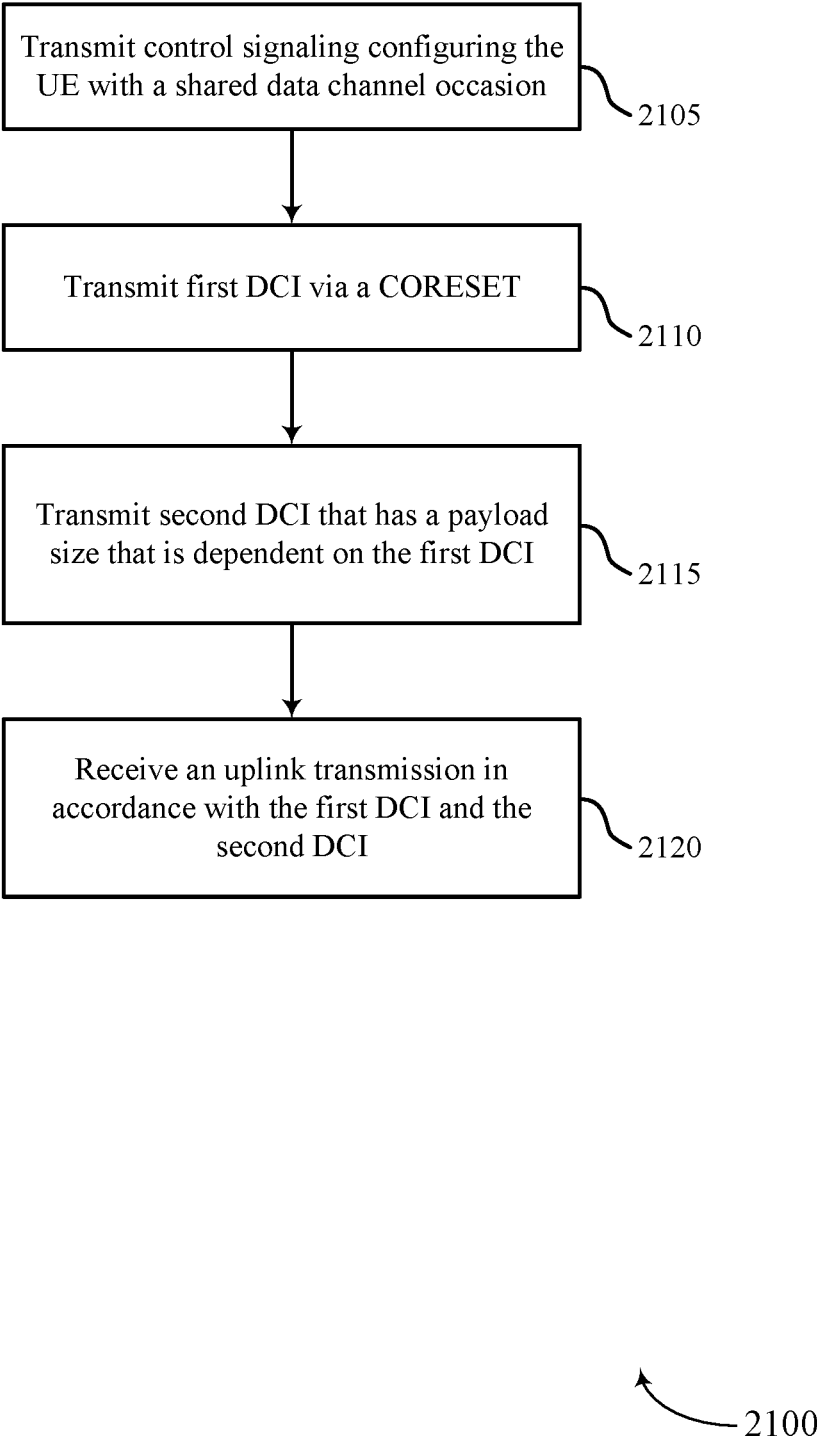 Transmit control signaling configuring the
UE with a shared data channel occasion
2105
Transmit first DCI via a CORESET
2110
Transmit second DCI that has a payload
size that is dependent on the first DCI
2115
Receive an uplink transmission in
accordance with the first DCI and the
second DCI
2120
2100